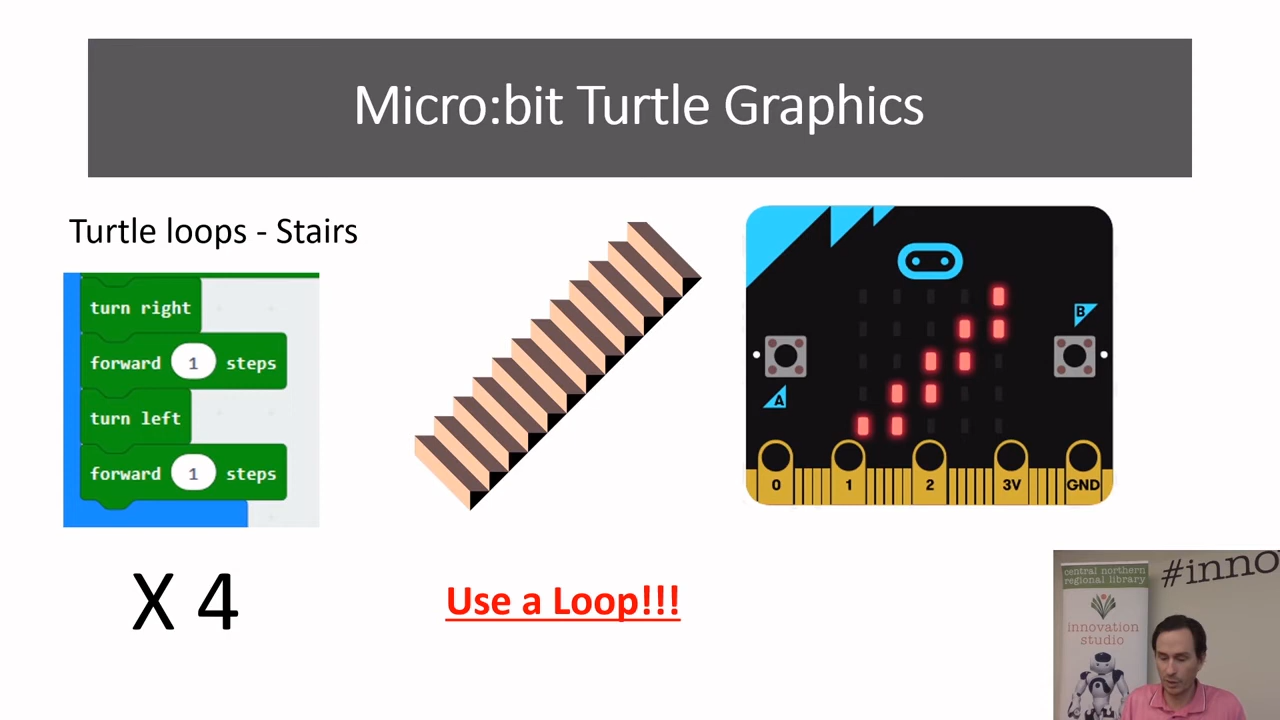 Micro:bit Turtle Graphics
Turtle loops - Stairs
turn right
forward 1 steps
turn left
forward 1 steps
X 4
Use a Loop!!!
A
B
0 1 2 3V GND
central northern
regional library
innovation
studio
#inno